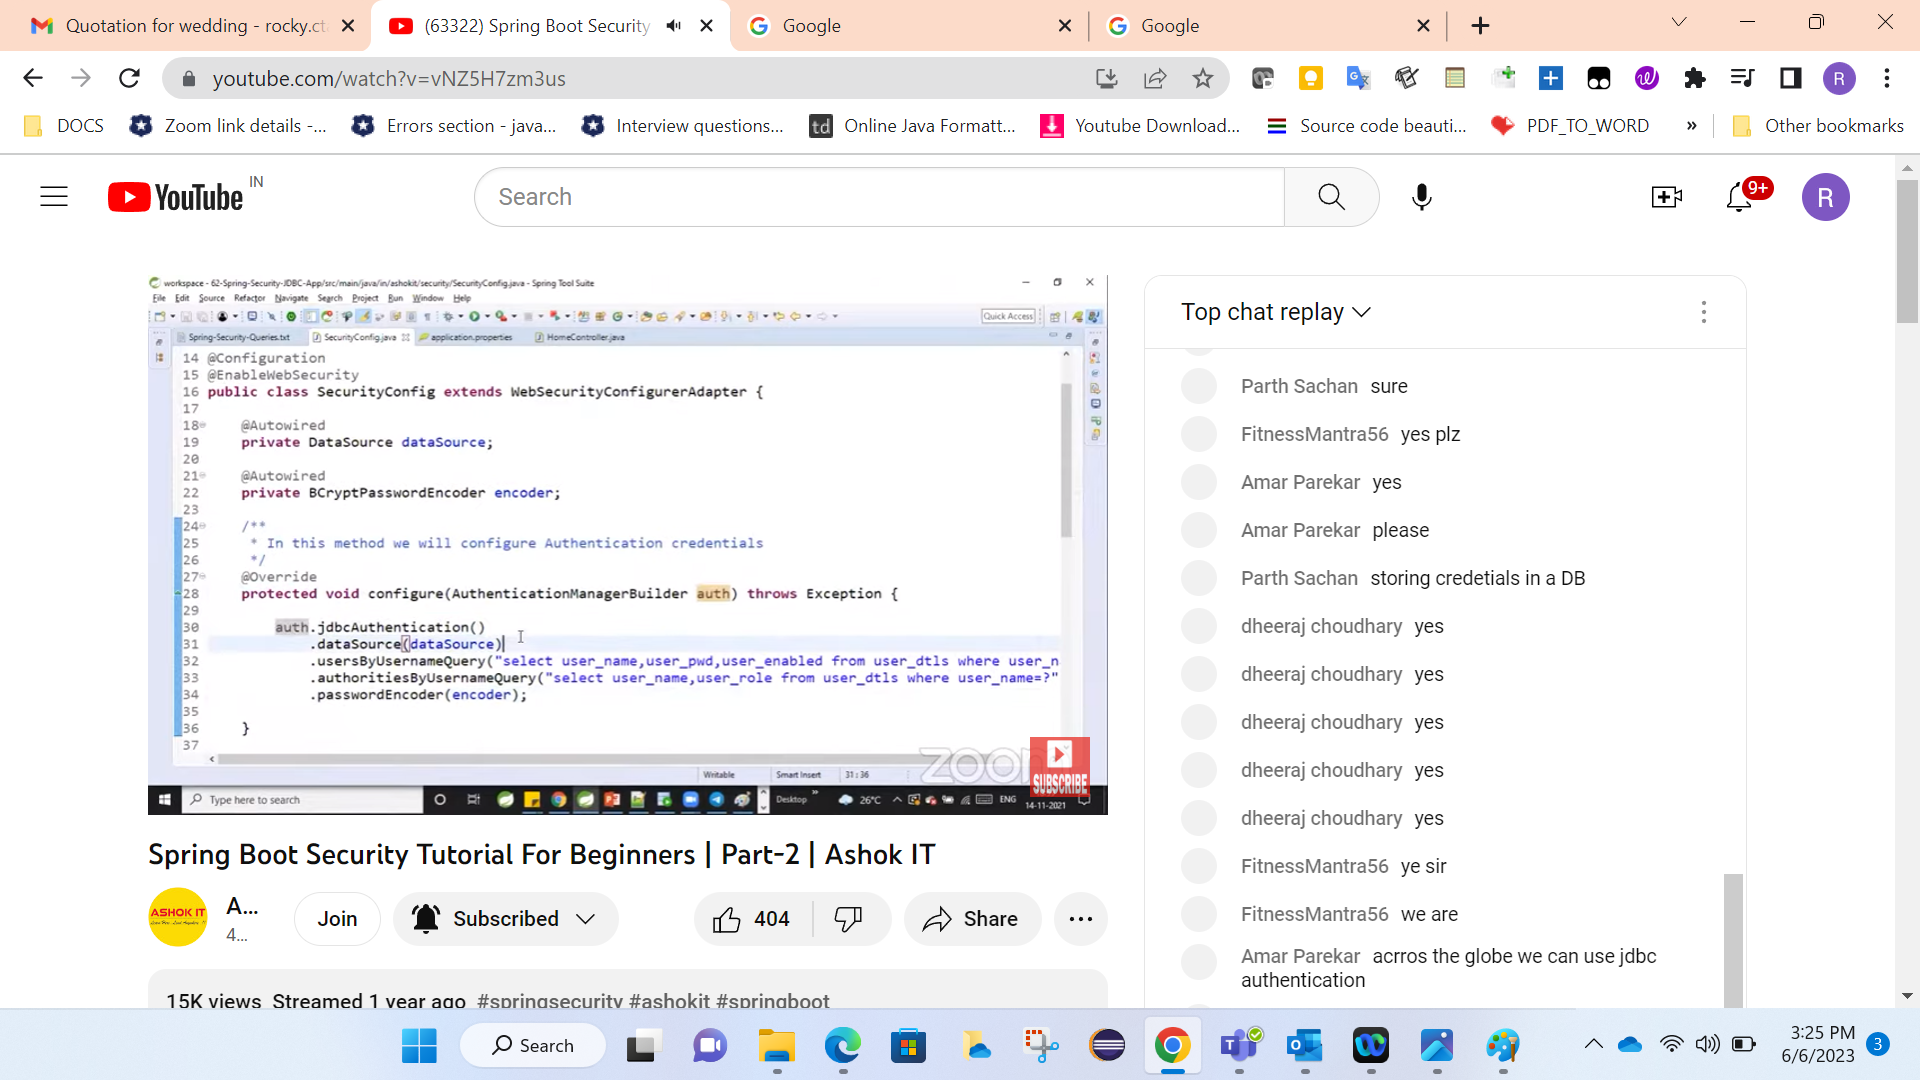 Quotation for wedding - rocky.ct
(63322) Spring Boot Security
Google
Google
youtube.com/watch?v=vNZ5H7zm3us
R
DOCS
Zoom link details -...
Errors section - java...
Interview questions...
td
Online Java Formatt...
Youtube Download...
Source code beauti...
PDF_TO_WORD
»
Other bookmarks
YouTube
IN
Search
9+
R
workspace - 62-Spring-Security-JDBC-App/src/main/java/in/ashokit/security/SecurityConfig.java - Spring Tool Suite
File Edit Source Refactor Navigate Search Project Run Window Help
Quick Access
Spring-Security-Queries.txt
SecurityConfig.java
application.properties
HomeController.java
14 @Configuration
15 @EnableWebSecurity
16 public class SecurityConfig extends WebSecurityConfigurerAdapter {
17
18 @Autowired
19 private DataSource dataSource;
20
21 @Autowired
22 private BCryptPasswordEncoder encoder;
23
24 /**
25 * In this method we will configure Authentication credentials
26 */
27 @Override
28 protected void configure(AuthenticationManagerBuilder auth) throws Exception {
29
30 auth.jdbcAuthentication()
31 .dataSource(dataSource)
32 .usersByUsernameQuery("select user_name,user_pwd,user_enabled from user_dtls where user_n
33 .authoritiesByUsernameQuery("select user_name,user_role from user_dtls where user_name=?"
34 .passwordEncoder(encoder);
35
36 }
37
Writable
Smart Insert
31:36
zoom
SUBSCRIBE
Type here to search
Desktop
26°C
ENG
14-11-2021
Spring Boot Security Tutorial For Beginners | Part-2 | Ashok IT
ASHOK IT
A...
4...
Join
Subscribed
404
Share
15K views Streamed 1 year ago #springsecurity #ashokit #springboot
Top chat replay
Parth Sachan sure
FitnessMantra56 yes plz
Amar Parekar yes
Amar Parekar please
Parth Sachan storing credetials in a DB
dheeraj choudhary yes
dheeraj choudhary yes
dheeraj choudhary yes
dheeraj choudhary yes
dheeraj choudhary yes
FitnessMantra56 ye sir
FitnessMantra56 we are
Amar Parekar acrros the globe we can use jdbc
authentication
Search
3:25 PM
6/6/2023
3